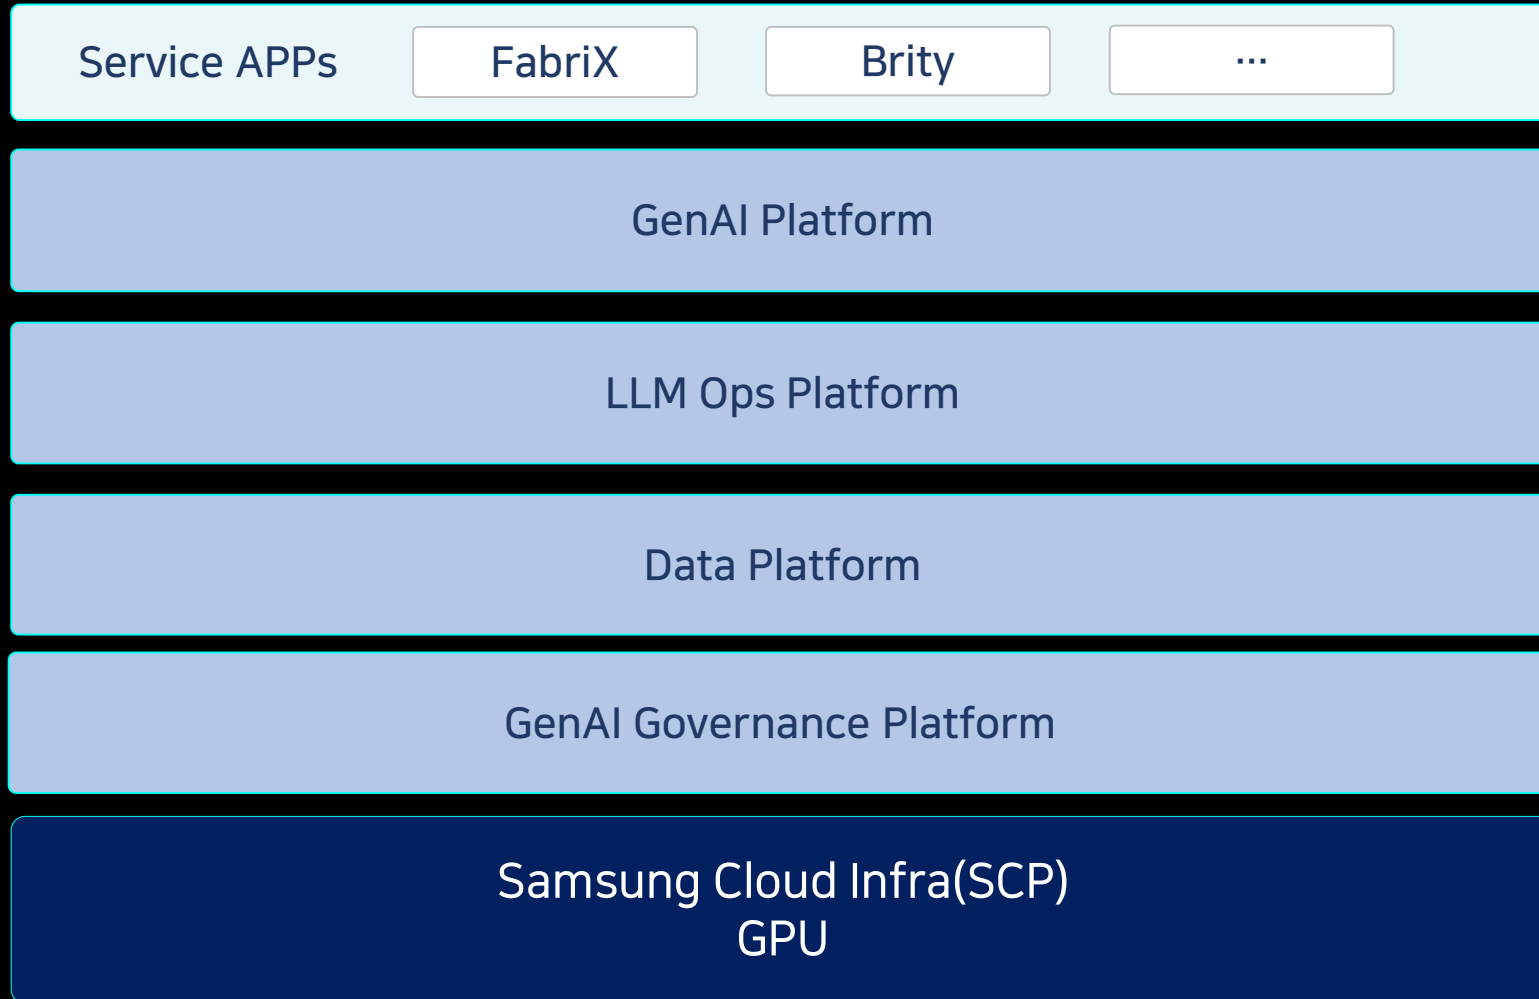 Service APPs FabriX Brity ...
GenAI Platform
LLM Ops Platform
Data Platform
GenAI Governance Platform
Samsung Cloud Infra(SCP)
GPU